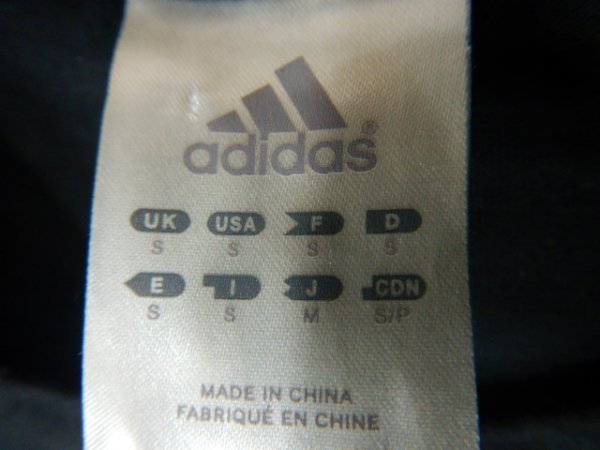 adidas®
UK USA F D
S S S S
E I J CDN
S S M S/P
MADE IN CHINA
FABRIQUÉ EN CHINE